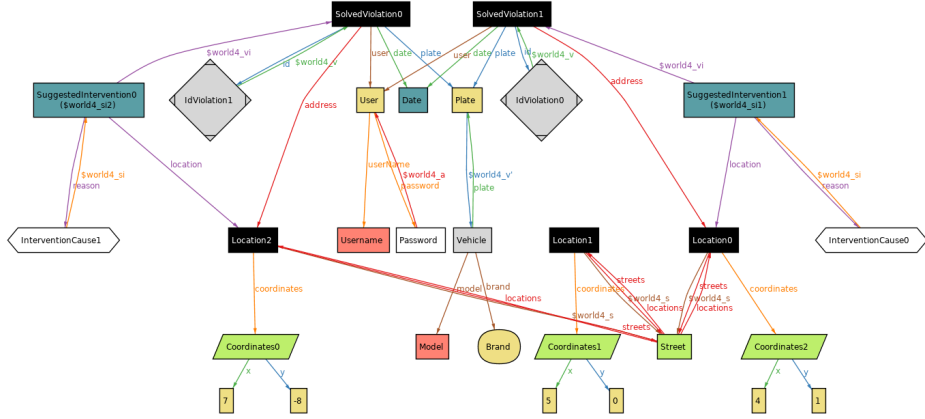 SolvedViolation0
SolvedViolation1
user
date
plate
user
date
plate
$world4_vi
id
$world4_v
id
$world4_v
$world4_vi
SuggestedIntervention0
($world4_si2)
IdViolation1
User
Date
Plate
IdViolation0
SuggestedIntervention1
($world4_si1)
address
address
location
userName
$world4_a
password
$world4_v'
plate
location
$world4_si
reason
$world4_si
reason
InterventionCause1
Location2
Username
Password
Vehicle
Location1
Location0
InterventionCause0
coordinates
model
brand
locations
$world4_s
streets
coordinates
streets
$world4_s
locations
streets
$world4_s
locations
coordinates
Coordinates0
Model
Brand
Coordinates1
Street
Coordinates2
x
y
x
y
x
y
7
-8
5
0
4
1